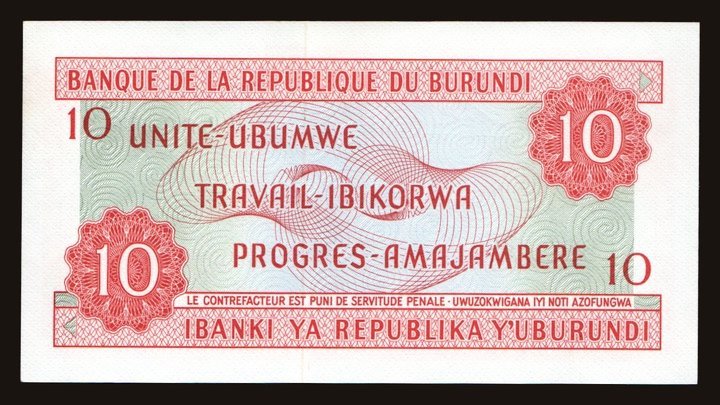 BANQUE DE LA REPUBLIQUE DU BURUNDI
10 UNITE-UBUMWE 10
TRAVAIL-IBIKORWA
10 PROGRES-AMAJAMBERE 10
LE CONTREFACTEUR EST PUNI DE SERVITUDE PENALE · UWUZOKWIGANA IYI NOTI AZOFUNGWA
IBANKI YA REPUBLIKA Y'UBURUNDI